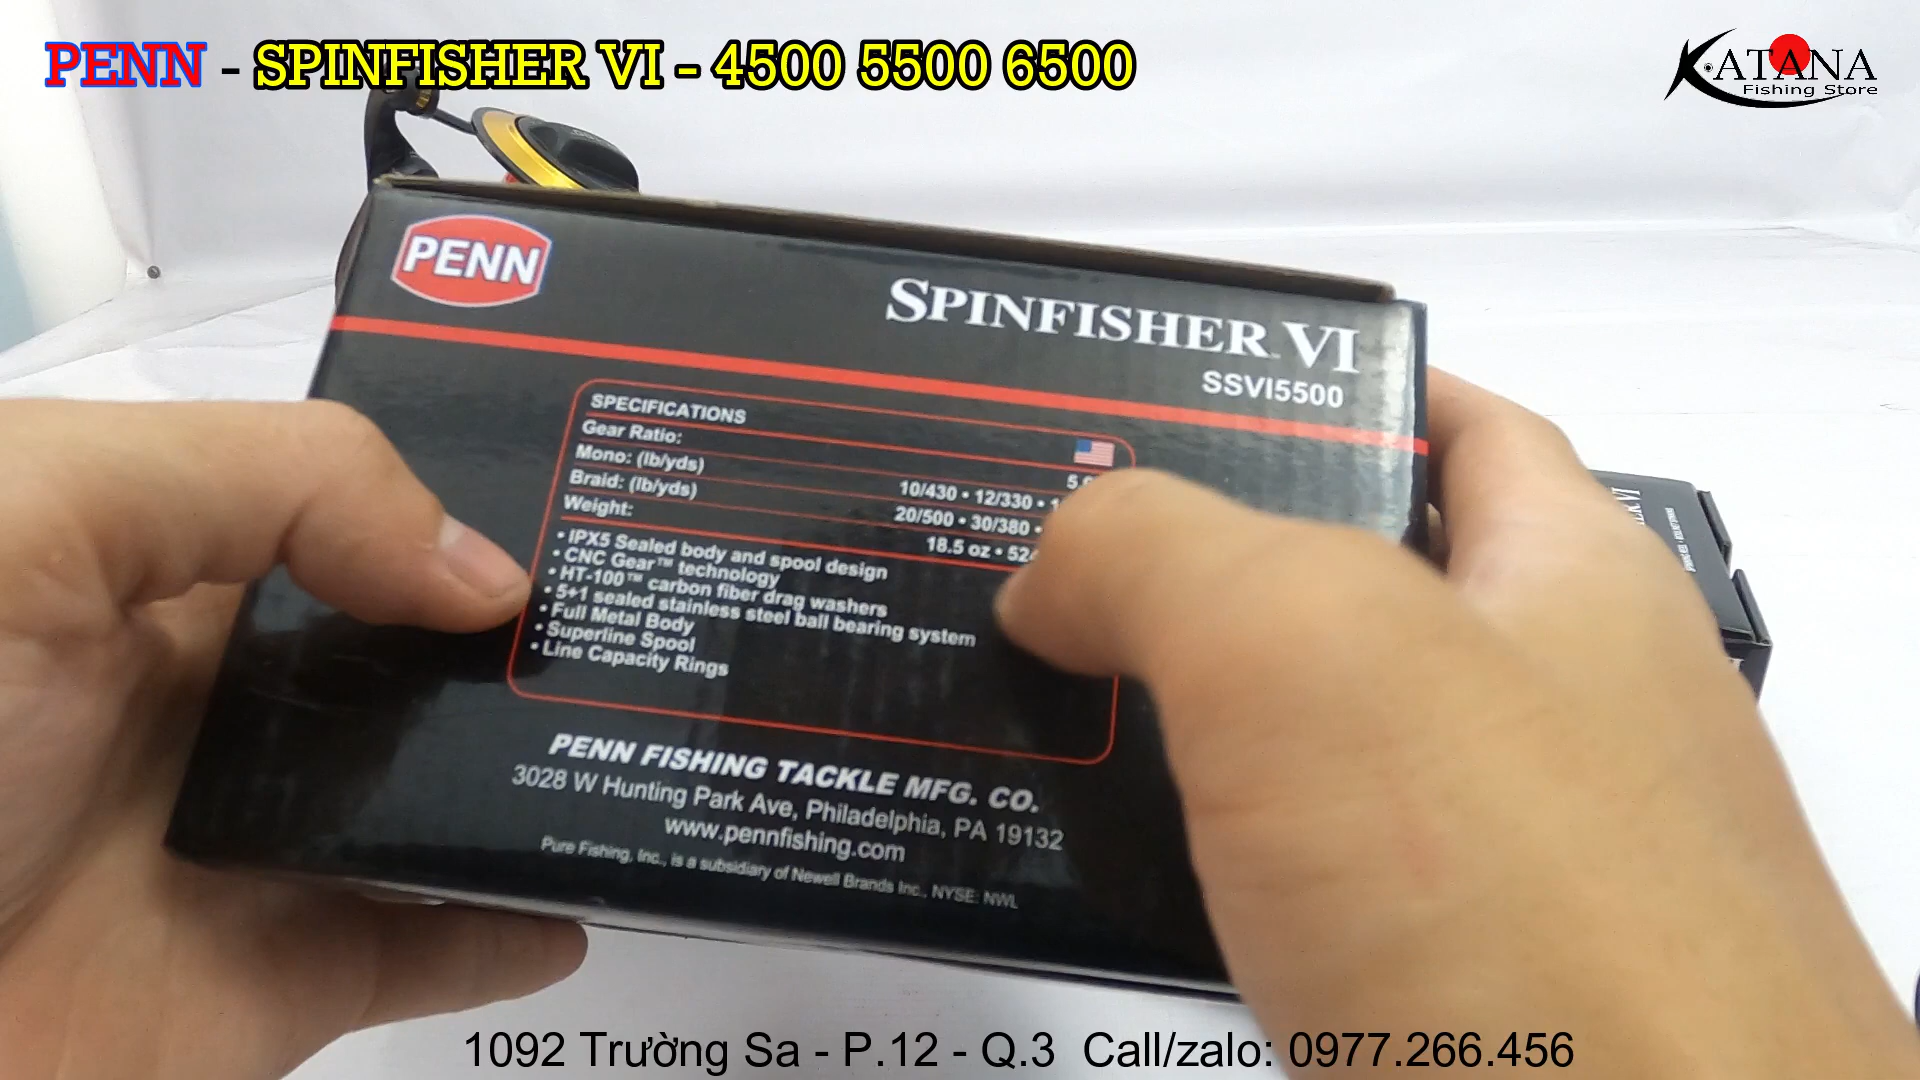 PENN - SPINFISHER VI - 4500 5500 6500
KATANA
Fishing Store
PENN
SPINFISHER VI
SSVI5500
SPECIFICATIONS
Gear Ratio:
Mono: (lb/yds) 10/430 • 12/330 •
Braid: (lb/yds) 20/500 • 30/380 •
Weight: 18.5 oz •
• IPX5 Sealed body and spool design
• CNC Gear™ technology
• HT-100™ carbon fiber drag washers
• 5+1 sealed stainless steel ball bearing system
• Full Metal Body
• Superline Spool
• Line Capacity Rings
PENN FISHING TACKLE MFG. CO.
3028 W Hunting Park Ave, Philadelphia, PA 19132
www.pennfishing.com
Pure Fishing, Inc., is a subsidiary of Newell Brands Inc., NYSE: NWL
1092 Trường Sa - P.12 - Q.3 Call/zalo: 0977.266.456